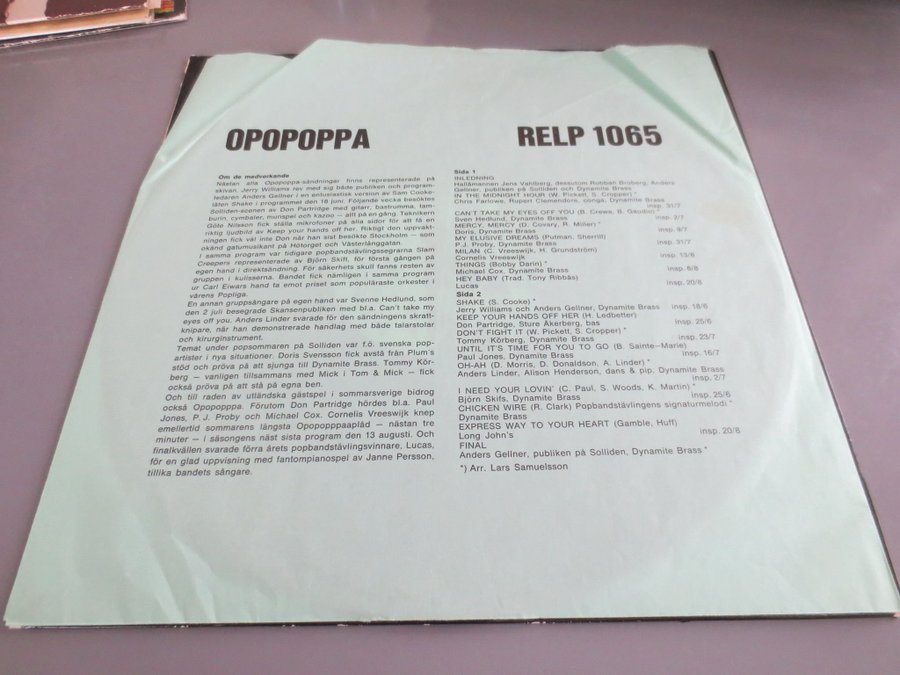 OPOPOPPA
RELP 1065
Om de medverkande
Nästan alla Opopoppa-sändningar finns representerade på
skivan. Jerry Williams rev med sig både publiken och program-
ledaren Anders Gellner i en entusiastisk version av Sam Cooke-
låten Shake i programmet den 18 juni. Följande vecka besöktes
Solliden-scenen av Don Partridge med gitarr, bastrumma, tam-
burin, cymbaler, munspel och kazoo — allt på en gång. Teknikern
Göte Nilsson fick ställa mikrofoner på alla sidor för att få en
riktig ljudbild av Keep your hands off her. Riktigt den uppvakt-
ningen fick väl inte Don när han sist besökte Stockholm — som
okänd gatumusikant på Hötorget och Västerlånggatan.
I samma program var tidigare popbandstävlingssegrarna Slam
Creepers representerade av Björn Skifs, för första gången på
egen hand i direktsändning. För säkerhets skull fanns resten av
gruppen i kulisserna. Bandet fick nämligen i samma program
ur Carl Eiwars hand ta emot priset som populäraste orkester i
vårens Popliga.
En annan gruppsångare på egen hand var Svenne Hedlund, som
den 2 juli besegrade Skansenpubliken med bl.a. Can't take my
eyes off you. Anders Linder svarade för den sändningens skratt-
knipare, när han demonstrerade handlag med både talarstolar
och kirurginstrument.
Temat under popsommaren på Solliden var f.ö. svenska pop-
artister i nya situationer. Doris Svensson fick avstå från Plum's
stöd och pröva på att sjunga till Dynamite Brass. Tommy Kör-
berg — vanligen tillsammans med Mick i Tom & Mick — fick
också pröva på att stå på egna ben.
Och till raden av utländska gästspel i sommarserie bidrog
också Opopopppa. Förutom Don Partridge hördes bl.a. Paul
Jones, P. J. Proby och Michael Cox. Cornelis Vreeswijk knep
emellertid sommarens längsta Opopopppaapplåd — nästan tre
minuter — i säsongens näst sista program den 13 augusti. Och i
finalkvällen svarade förra årets popbandstävlingsvinnare, Lucas,
för en glad uppvisning med fantompianospel av Janne Persson,
tillika bandets sångare.
Sida 1
INLEDNING
Hallåmannen Jens Vahlberg, dessutom Robban Broberg, Anders
Gellner, publiken på Solliden och Dynamite Brass
IN THE MIDNIGHT HOUR (W. Pickett, S. Cropper) *
Chris Farlowe, Rupert Clemendore, conga, Dynamite Brass
insp. 31/7
CAN'T TAKE MY EYES OFF YOU (B. Crewe, B. Gaudio) *
Sven Hedlund, Dynamite Brass insp. 2/7
MERCY, MERCY (D. Covary, R. Miller) *
Doris, Dynamite Brass insp. 9/7
MY ELUSIVE DREAMS (Putman, Sherrill)
P.J. Proby, Dynamite Brass insp. 31/7
MILAN (C. Vreeswijk, H. Grundström)
Cornelis Vreeswijk insp. 13/8
THINGS (Bobby Darin) *
Michael Cox, Dynamite Brass insp. 6/8
HEY BABY (Trad. Tony Ribbås)
Lucas insp. 20/8
Sida 2
SHAKE (S. Cooke) *
Jerry Williams och Anders Gellner, Dynamite Brass insp. 18/6
KEEP YOUR HANDS OFF HER (H. Ledbetter)
Don Partridge, Sture Åkerberg, bas insp. 25/6
DON'T FIGHT IT (W. Pickett, S. Cropper) *
Tommy Körberg, Dynamite Brass insp. 23/7
UNTIL IT'S TIME FOR YOU TO GO (B. Sainte-Marie)
Paul Jones, Dynamite Brass insp. 16/7
OH-AH (D. Morris, D. Donaldson, A. Linder) *
Anders Linder, Alison Henderson, dans & pip, Dynamite Brass
insp. 2/7
I NEED YOUR LOVIN' (C. Paul, S. Woods, K. Martin) *
Björn Skifs, Dynamite Brass insp. 25/6
CHICKEN WIRE (R. Clark) Popbandstävlingens signaturmelodi *
Dynamite Brass
EXPRESS WAY TO YOUR HEART (Gamble, Huff)
Long John's insp. 20/8
FINAL
Anders Gellner, publiken på Solliden, Dynamite Brass *
*) Arr. Lars Samuelsson